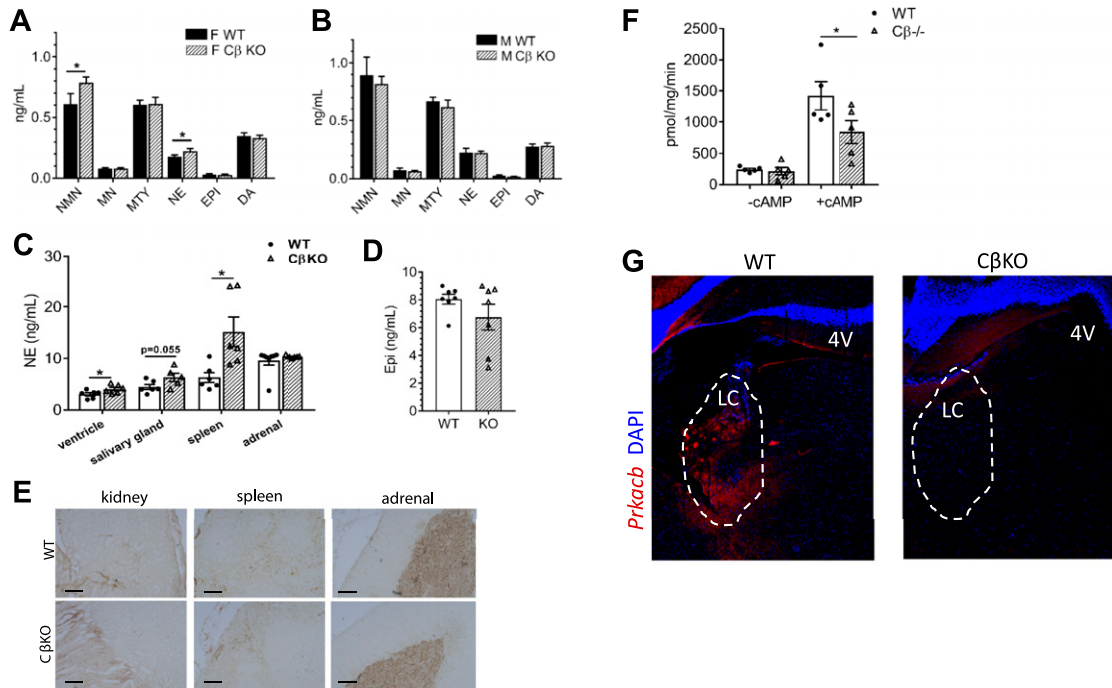 A
F WT
F Cβ KO
ng/mL
1.0
0.5
0.0
*
*
NMN
MN
MTY
NE
EPI
DA
B
M WT
M Cβ KO
ng/mL
1.0
0.5
0.0
NMN
MN
MTY
NE
EPI
DA
C
WT
CβKO
NE (ng/mL)
30
20
10
0
*
p=0.055
*
ventricle
salivary gland
spleen
adrenal
D
Epi (ng/mL)
10
8
6
4
2
0
WT
KO
E
kidney
spleen
adrenal
WT
CβKO
F
WT
Cβ-/-
pmol/mg/min
2500
2000
1500
1000
500
0
*
-cAMP
+cAMP
G
WT
CβKO
Prkacb DAPI
4V
LC
4V
LC